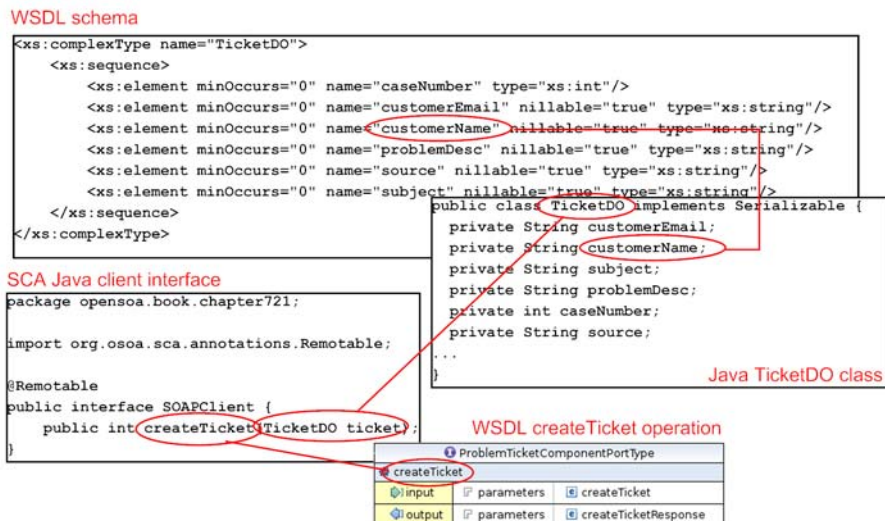 WSDL schema
<xs:complexType name="TicketDO">
<xs:sequence>
<xs:element minOccurs="0" name="caseNumber" type="xs:int"/>
<xs:element minOccurs="0" name="customerEmail" nillable="true" type="xs:string"/>
<xs:element minOccurs="0" name="customerName" nillable="true" type="xs:string"/>
<xs:element minOccurs="0" name="problemDesc" nillable="true" type="xs:string"/>
<xs:element minOccurs="0" name="source" nillable="true" type="xs:string"/>
<xs:element minOccurs="0" name="subject" nillable="true" type="xs:string"/>
</xs:sequence>
</xs:complexType>
public class TicketDO implements Serializable {
private String customerEmail;
private String customerName;
private String subject;
private String problemDesc;
private int caseNumber;
private String source;
...
}
Java TicketDO class
SCA Java client interface
package opensoa.book.chapter721;
import org.osoa.sca.annotations.Remotable;
@Remotable
public interface SOAPClient {
public int createTicket(TicketDO ticket);
}
WSDL createTicket operation
ProblemTicketComponentPortType
createTicket
input parameters createTicket
output parameters createTicketResponse